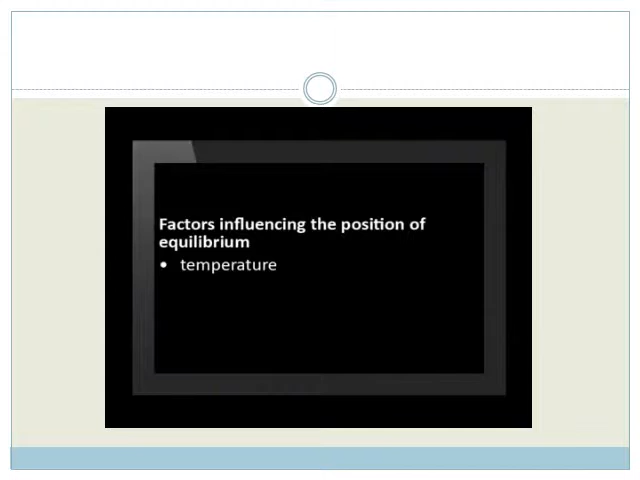 Factors influencing the position of
equilibrium
• temperature